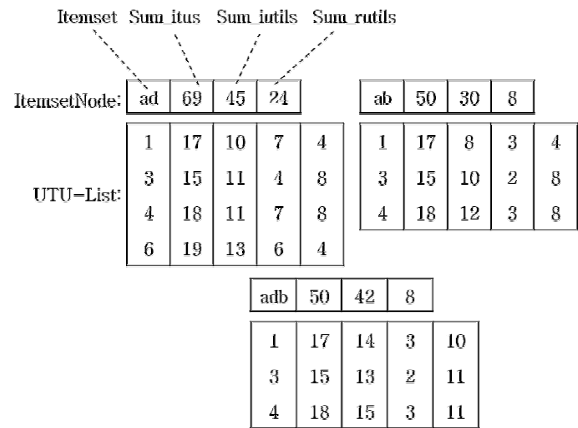 Itemset Sum_itus Sum_iutils Sum_rutils
ItemsetNode: ad 69 45 24 ab 50 30 8
1 17 10 7 4 1 17 8 3 4
3 15 11 4 8 3 15 10 2 8
UTU-List:
4 18 11 7 8 4 18 12 3 8
6 19 13 6 4
adb 50 42 8
1 17 14 3 10
3 15 13 2 11
4 18 15 3 11